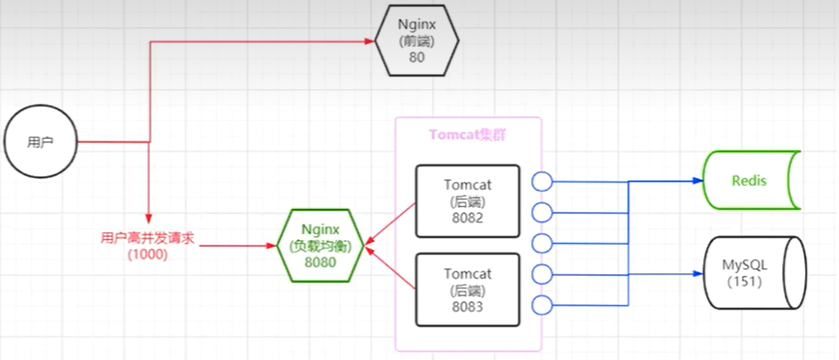 Nginx
(前端)
80
用户
用户高并发请求
(1000)
Nginx
(负载均衡)
8080
Tomcat集群
Tomcat
(后端)
8082
Tomcat
(后端)
8083
Redis
MySQL
（151）